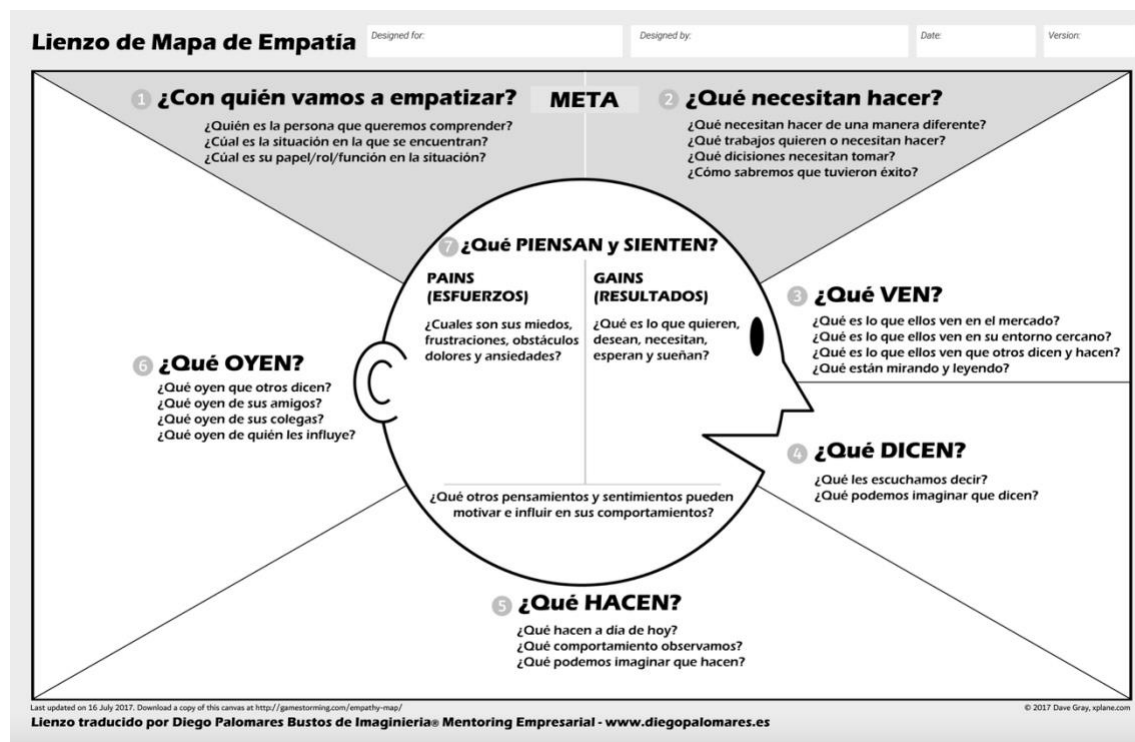 Lienzo de Mapa de Empatía
Designed for:
Designed by:
Date:
Version:
META
1 ¿Con quién vamos a empatizar?
¿Quién es la persona que queremos comprender?
¿Cúal es la situación en la que se encuentran?
¿Cúal es su papel/rol/función en la situación?
2 ¿Qué necesitan hacer?
¿Qué necesitan hacer de una manera diferente?
¿Qué trabajos quieren o necesitan hacer?
¿Qué dicisiones necesitan tomar?
¿Cómo sabremos que tuvieron éxito?
3 ¿Qué VEN?
¿Qué es lo que ellos ven en el mercado?
¿Qué es lo que ellos ven en su entorno cercano?
¿Qué es lo que ellos ven que otros dicen y hacen?
¿Qué están mirando y leyendo?
4 ¿Qué DICEN?
¿Qué les escuchamos decir?
¿Qué podemos imaginar que dicen?
5 ¿Qué HACEN?
¿Qué hacen a día de hoy?
¿Qué comportamiento observamos?
¿Qué podemos imaginar que hacen?
6 ¿Qué OYEN?
¿Qué oyen que otros dicen?
¿Qué oyen de sus amigos?
¿Qué oyen de sus colegas?
¿Qué oyen de quién les influye?
7 ¿Qué PIENSAN y SIENTEN?
PAINS
(ESFUERZOS)
¿Cuales son sus miedos,
frustraciones, obstáculos
dolores y ansiedades?
GAINS
(RESULTADOS)
¿Qué es lo que quieren,
desean, necesitan,
esperan y sueñan?
¿Qué otros pensamientos y sentimientos pueden
motivar e influir en sus comportamientos?
Last updated on 16 July 2017. Download a copy of this canvas at http://gamestorming.com/empathy-map/
© 2017 Dave Gray, xplane.com
Lienzo traducido por Diego Palomares Bustos de Imaginieria® Mentoring Empresarial - www.diegopalomares.es